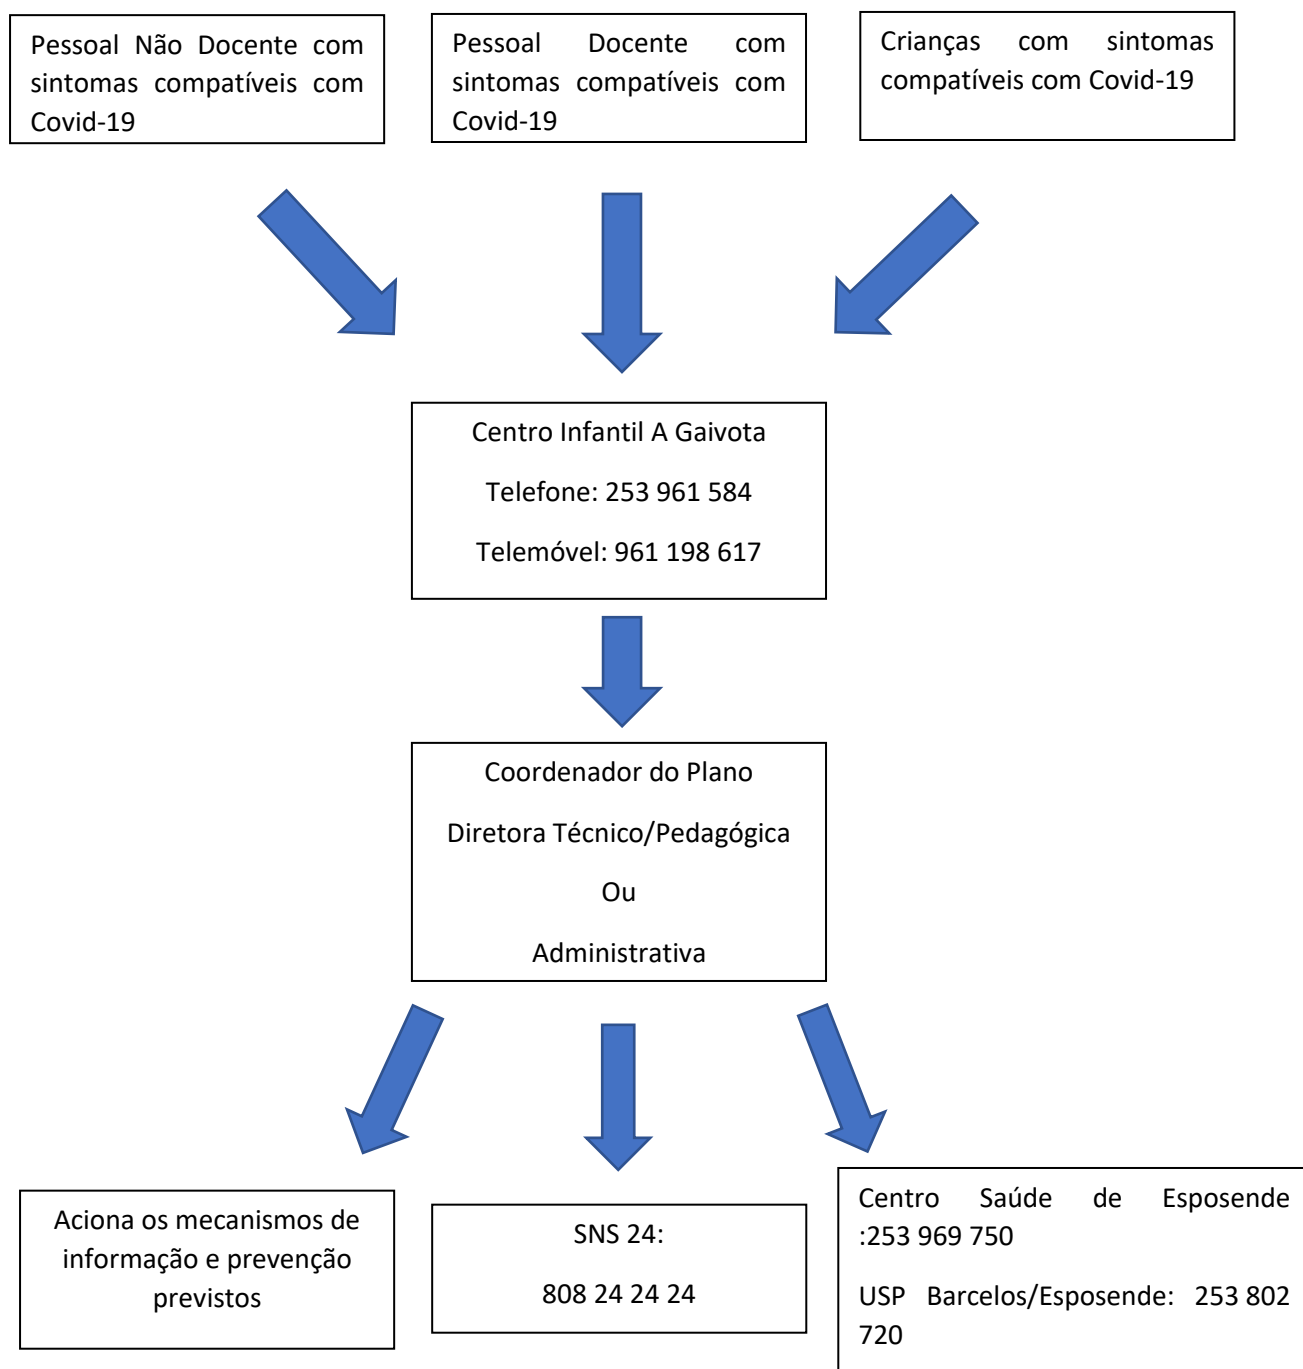 Pessoal Não Docente com
sintomas compatíveis com
Covid-19
Pessoal Docente com
sintomas compatíveis com
Covid-19
Crianças com sintomas
compatíveis com Covid-19
Centro Infantil A Gaivota
Telefone: 253 961 584
Telemóvel: 961 198 617
Coordenador do Plano
Diretora Técnico/Pedagógica
Ou
Administrativa
Aciona os mecanismos de
informação e prevenção
previstos
SNS 24:
808 24 24 24
Centro Saúde de Esposende
:253 969 750
USP Barcelos/Esposende: 253 802
720